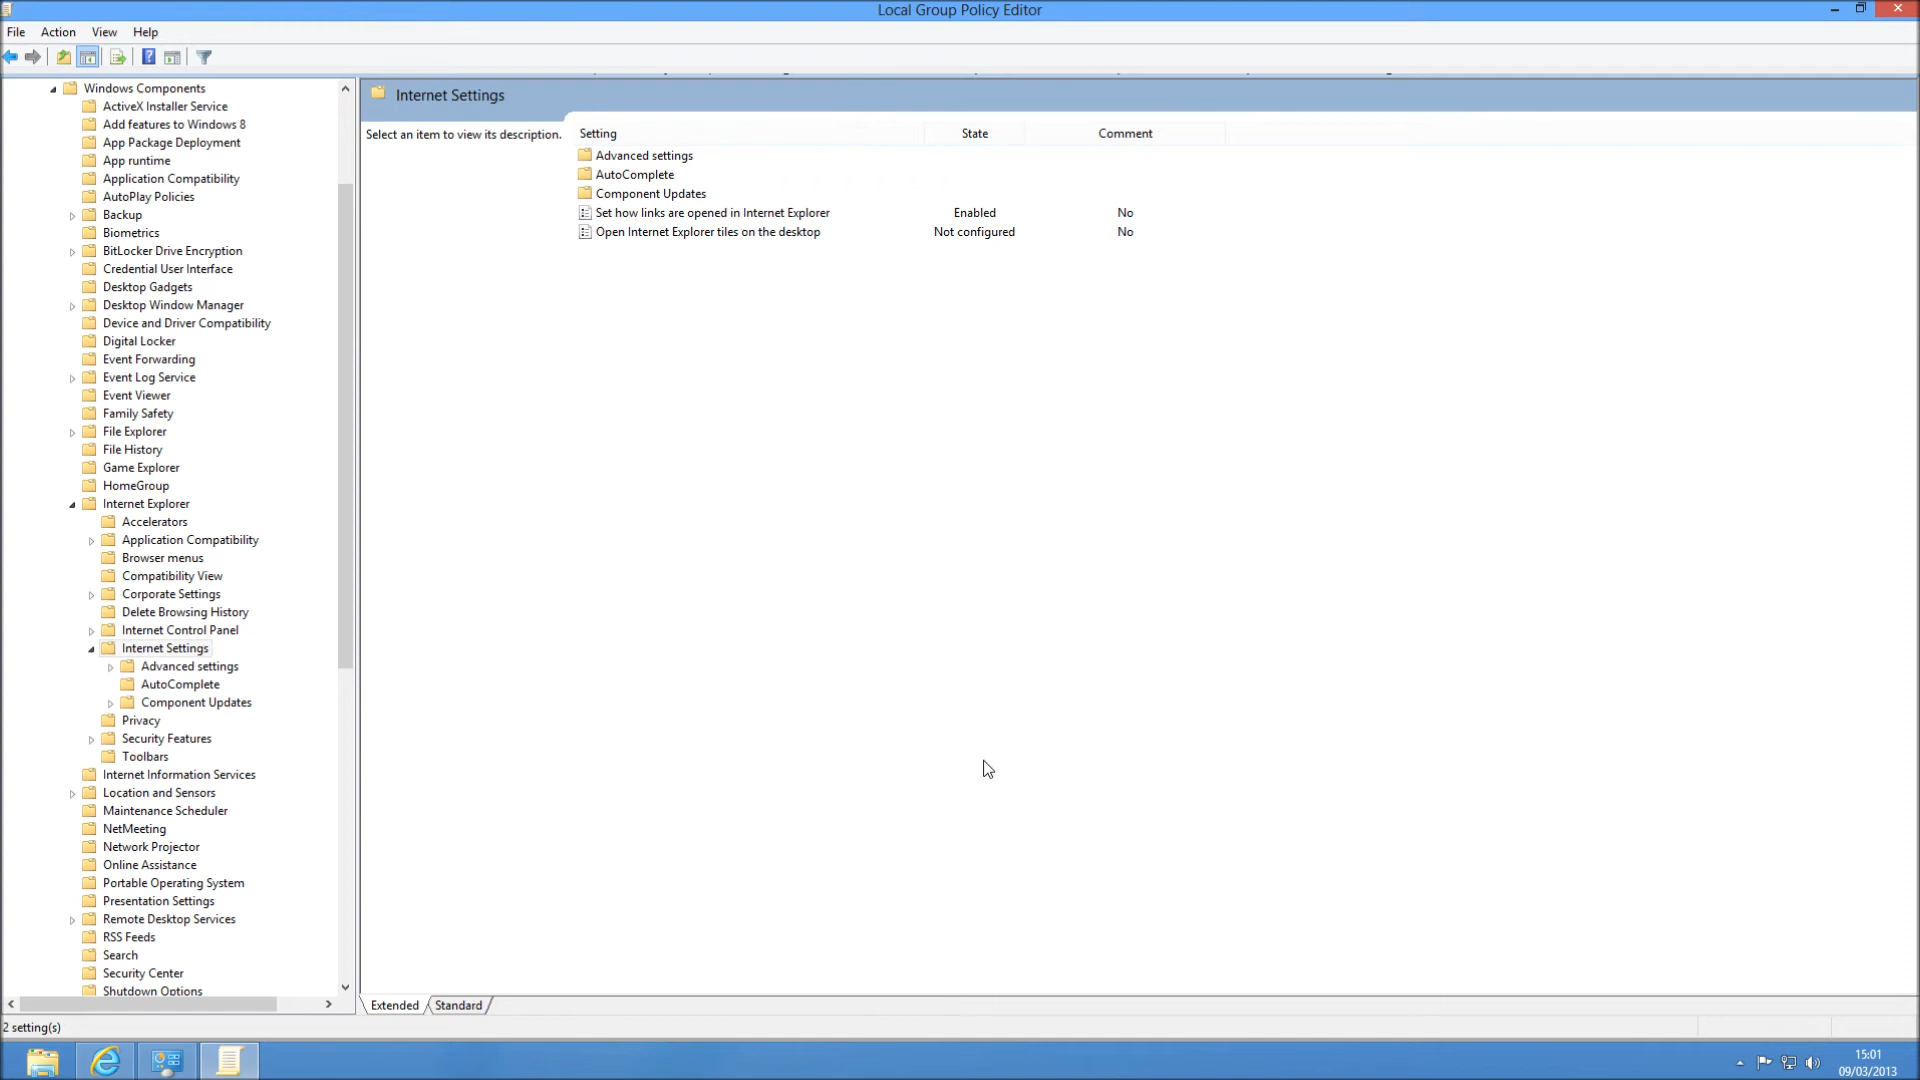 Local Group Policy Editor
File Action View Help
Windows Components
ActiveX Installer Service
Add features to Windows 8
App Package Deployment
App runtime
Application Compatibility
AutoPlay Policies
Backup
Biometrics
BitLocker Drive Encryption
Credential User Interface
Desktop Gadgets
Desktop Window Manager
Device and Driver Compatibility
Digital Locker
Event Forwarding
Event Log Service
Event Viewer
Family Safety
File Explorer
File History
Game Explorer
HomeGroup
Internet Explorer
Accelerators
Application Compatibility
Browser menus
Compatibility View
Corporate Settings
Delete Browsing History
Internet Control Panel
Internet Settings
Advanced settings
AutoComplete
Component Updates
Privacy
Security Features
Toolbars
Internet Information Services
Location and Sensors
Maintenance Scheduler
NetMeeting
Network Projector
Online Assistance
Portable Operating System
Presentation Settings
Remote Desktop Services
RSS Feeds
Search
Security Center
Shutdown Options
Internet Settings
Select an item to view its description.
Setting State Comment
Advanced settings
AutoComplete
Component Updates
Set how links are opened in Internet Explorer Enabled No
Open Internet Explorer tiles on the desktop Not configured No
Extended Standard
2 setting(s)
15:01
09/03/2013